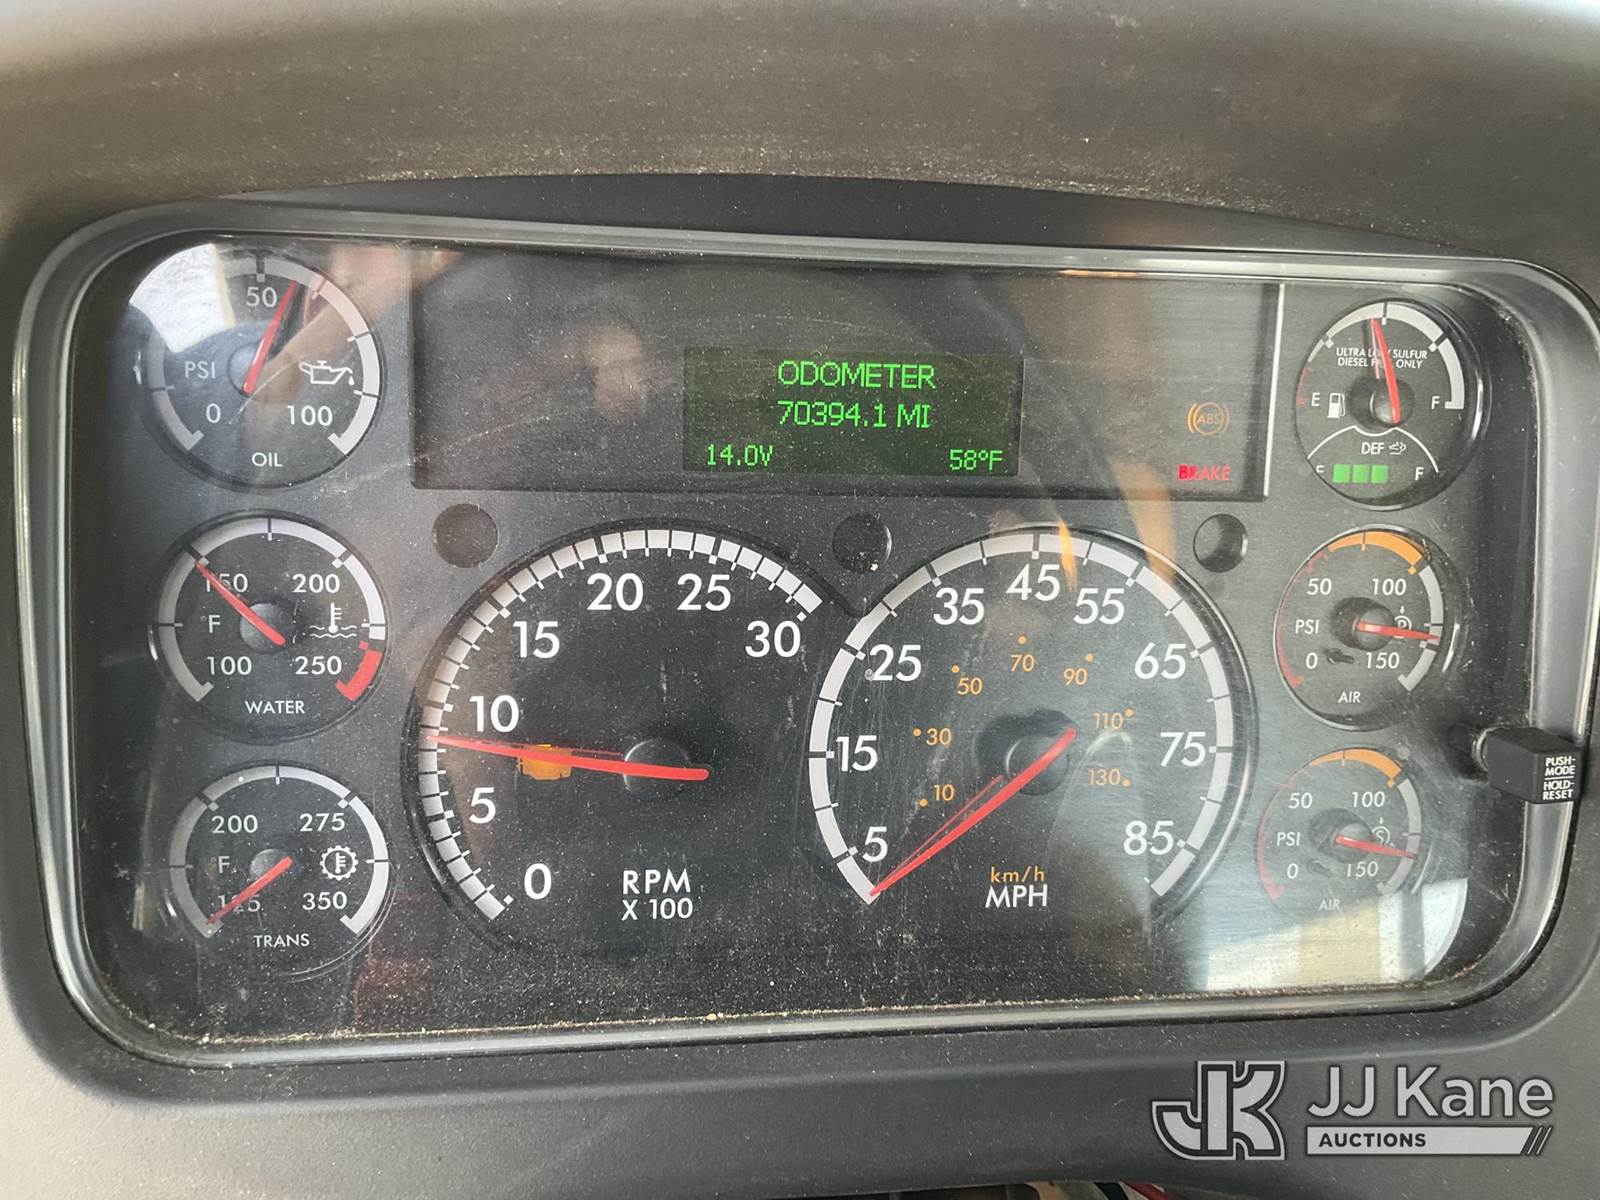 50
PSI
0
100
OIL
ODOMETER
70394.1 MI
14.0V
58°F
ABS
BRAKE
ULTRA LOW SULFUR
DIESEL FUEL ONLY
E
F
DEF
E
F
150
200
°F
100
250
WATER
200
275
°F
125
350
TRANS
0
5
10
15
20
25
30
RPM
X 100
5
15
25
35
45
55
65
75
85
10
30
50
70
90
110
130
km/h
MPH
50
100
PSI
P
0
150
AIR
50
100
PSI
S
0
150
AIR
PUSH-
MODE
HOLD-
RESET
JK
JJ Kane
AUCTIONS